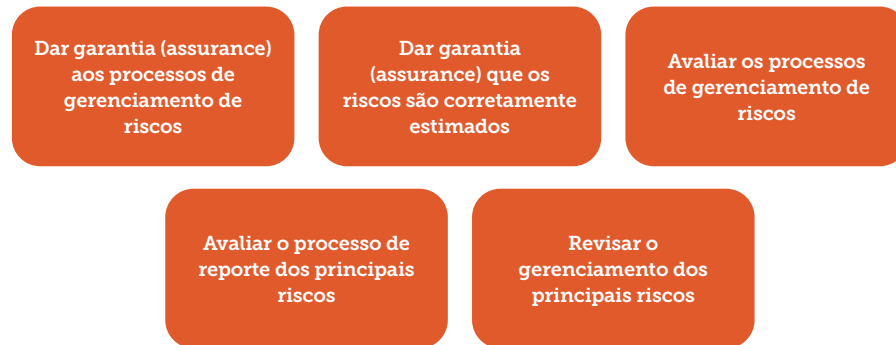 Dar garantia (assurance)
aos processos de
gerenciamento de
riscos
Dar garantia
(assurance) que os
riscos são corretamente
estimados
Avaliar os processos
de gerenciamento de
riscos
Avaliar o processo de
reporte dos principais
riscos
Revisar o
gerenciamento dos
principais riscos